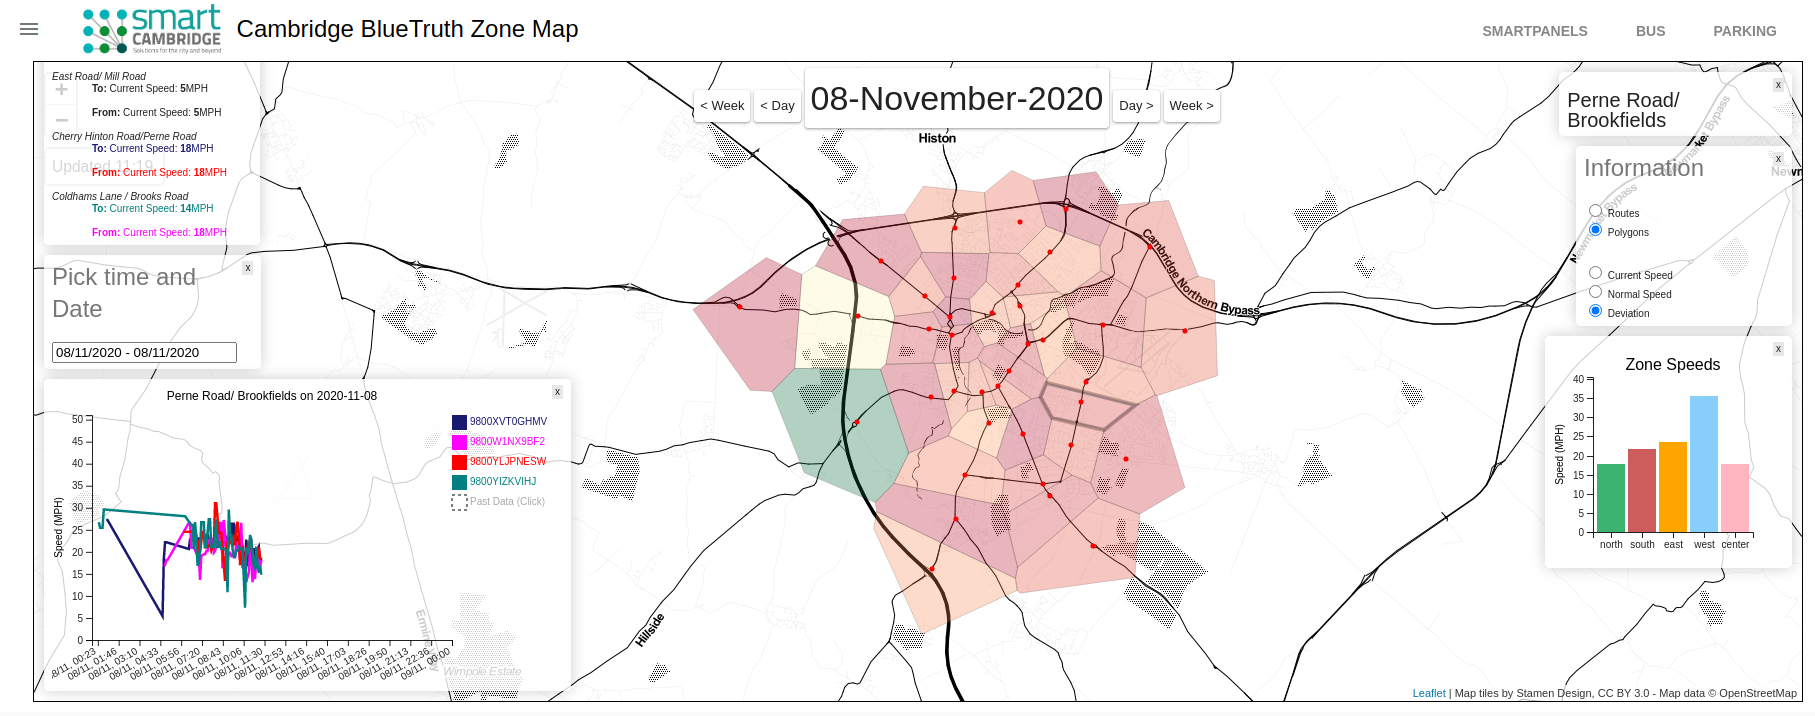 smart
CAMBRIDGE
Solutions for the city and beyond
Cambridge BlueTruth Zone Map
SMARTPANELS
BUS
PARKING
East Road/ Mill Road
To: Current Speed: 5MPH
From: Current Speed: 5MPH
Cherry Hinton Road/Perne Road
To: Current Speed: 18MPH
Updated 11:19
From: Current Speed: 18MPH
Coldhams Lane / Brooks Road
To: Current Speed: 14MPH
From: Current Speed: 18MPH
+
−
< Week
< Day
08-November-2020
Day >
Week >
Histon
Cambridge Northern Bypass
Hillside
x
Perne Road/
Brookfields
x
Information
Routes
Polygons
Current Speed
Normal Speed
Deviation
x
Pick time and
Date
08/11/2020 - 08/11/2020
x
Perne Road/ Brookfields on 2020-11-08
Speed (MPH)
50
45
40
35
30
25
20
15
10
5
0
08/11, 00:23
08/11, 01:46
08/11, 03:10
08/11, 04:33
08/11, 05:56
08/11, 07:20
08/11, 08:43
08/11, 10:06
08/11, 11:30
08/11, 12:53
08/11, 14:16
08/11, 15:40
08/11, 17:03
08/11, 18:26
08/11, 19:50
08/11, 21:13
08/11, 22:36
09/11, 00:00
9800XVT0GHMV
9800W1NX9BF2
9800YLJPNESW
9800YIZKVIHJ
Past Data (Click)
Wimpole Estate
x
Zone Speeds
Speed (MPH)
40
35
30
25
20
15
10
5
0
north
south
east
west
center
Leaflet | Map tiles by Stamen Design, CC BY 3.0 - Map data © OpenStreetMap